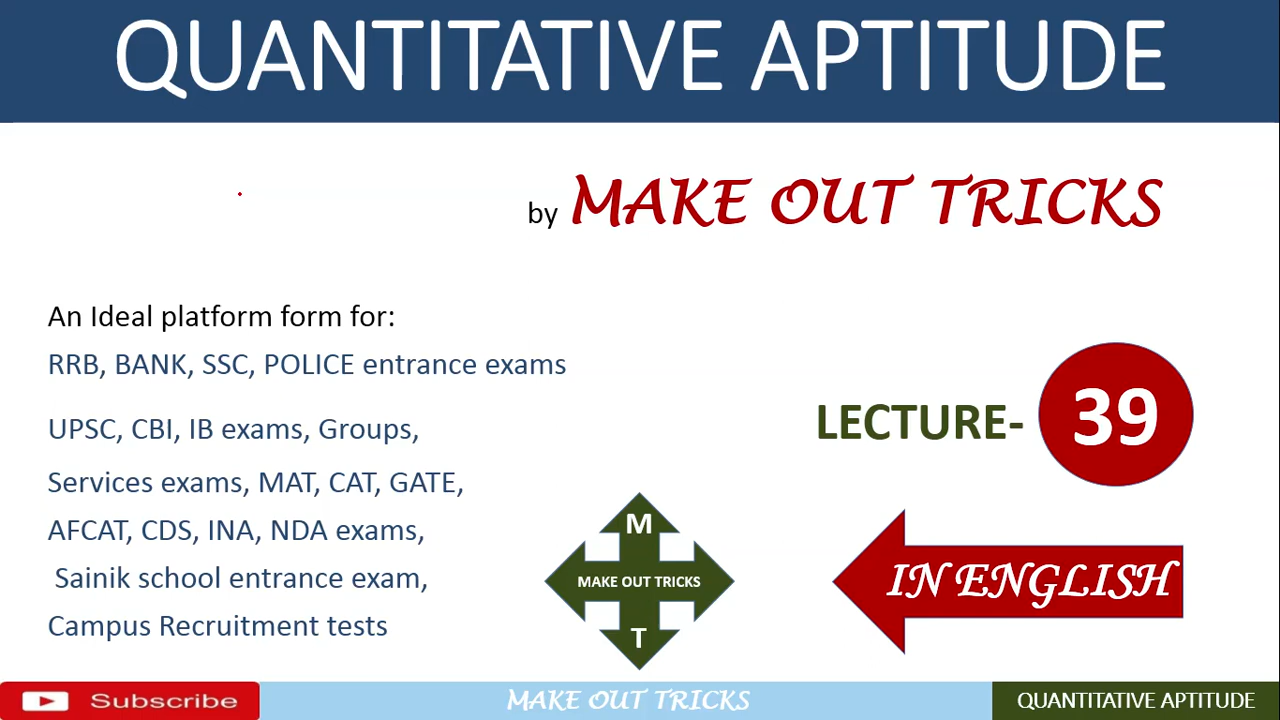 QUANTITATIVE APTITUDE
by MAKE OUT TRICKS
An Ideal platform form for:
RRB, BANK, SSC, POLICE entrance exams
UPSC, CBI, IB exams, Groups,
Services exams, MAT, CAT, GATE,
AFCAT, CDS, INA, NDA exams,
Sainik school entrance exam,
Campus Recruitment tests
LECTURE- 39
M
MAKE OUT TRICKS
T
IN ENGLISH
Subscribe
MAKE OUT TRICKS
QUANTITATIVE APTITUDE